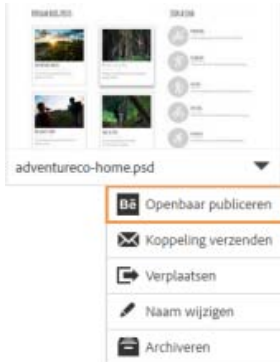 adventureco-home.psd
Bē Openbaar publiceren
Koppeling verzenden
Verplaatsen
Naam wijzigen
Archiveren